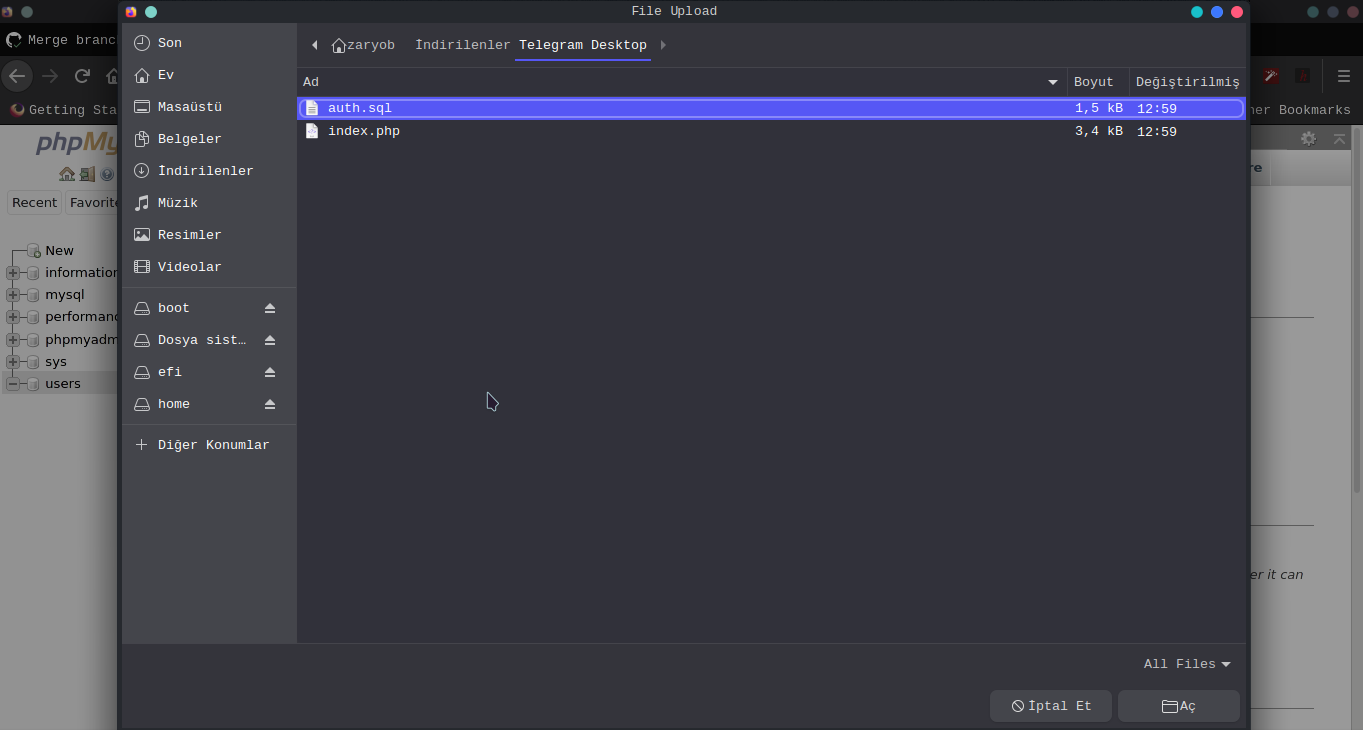 File Upload
Merge branc
Getting Sta
her Bookmarks
phpMy
Recent
Favorite
New
information
mysql
performanc
phpmyadm
sys
users
Son
Ev
Masaüstü
Belgeler
İndirilenler
Müzik
Resimler
Videolar
boot
Dosya sist…
efi
home
Diğer Konumlar
zaryob İndirilenler Telegram Desktop
Ad Boyut Değiştirilmiş
auth.sql 1,5 kB 12:59
index.php 3,4 kB 12:59
re
er it can
All Files
İptal Et Aç